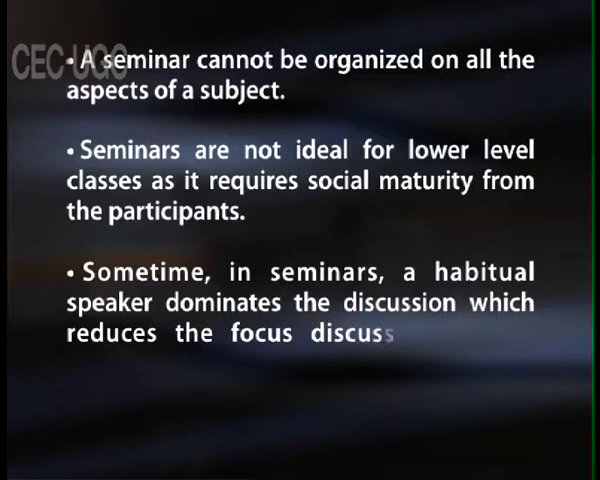 CEC-UGC
• A seminar cannot be organized on all the
aspects of a subject.
• Seminars are not ideal for lower level
classes as it requires social maturity from
the participants.
• Sometime, in seminars, a habitual
speaker dominates the discussion which
reduces the focus discuss